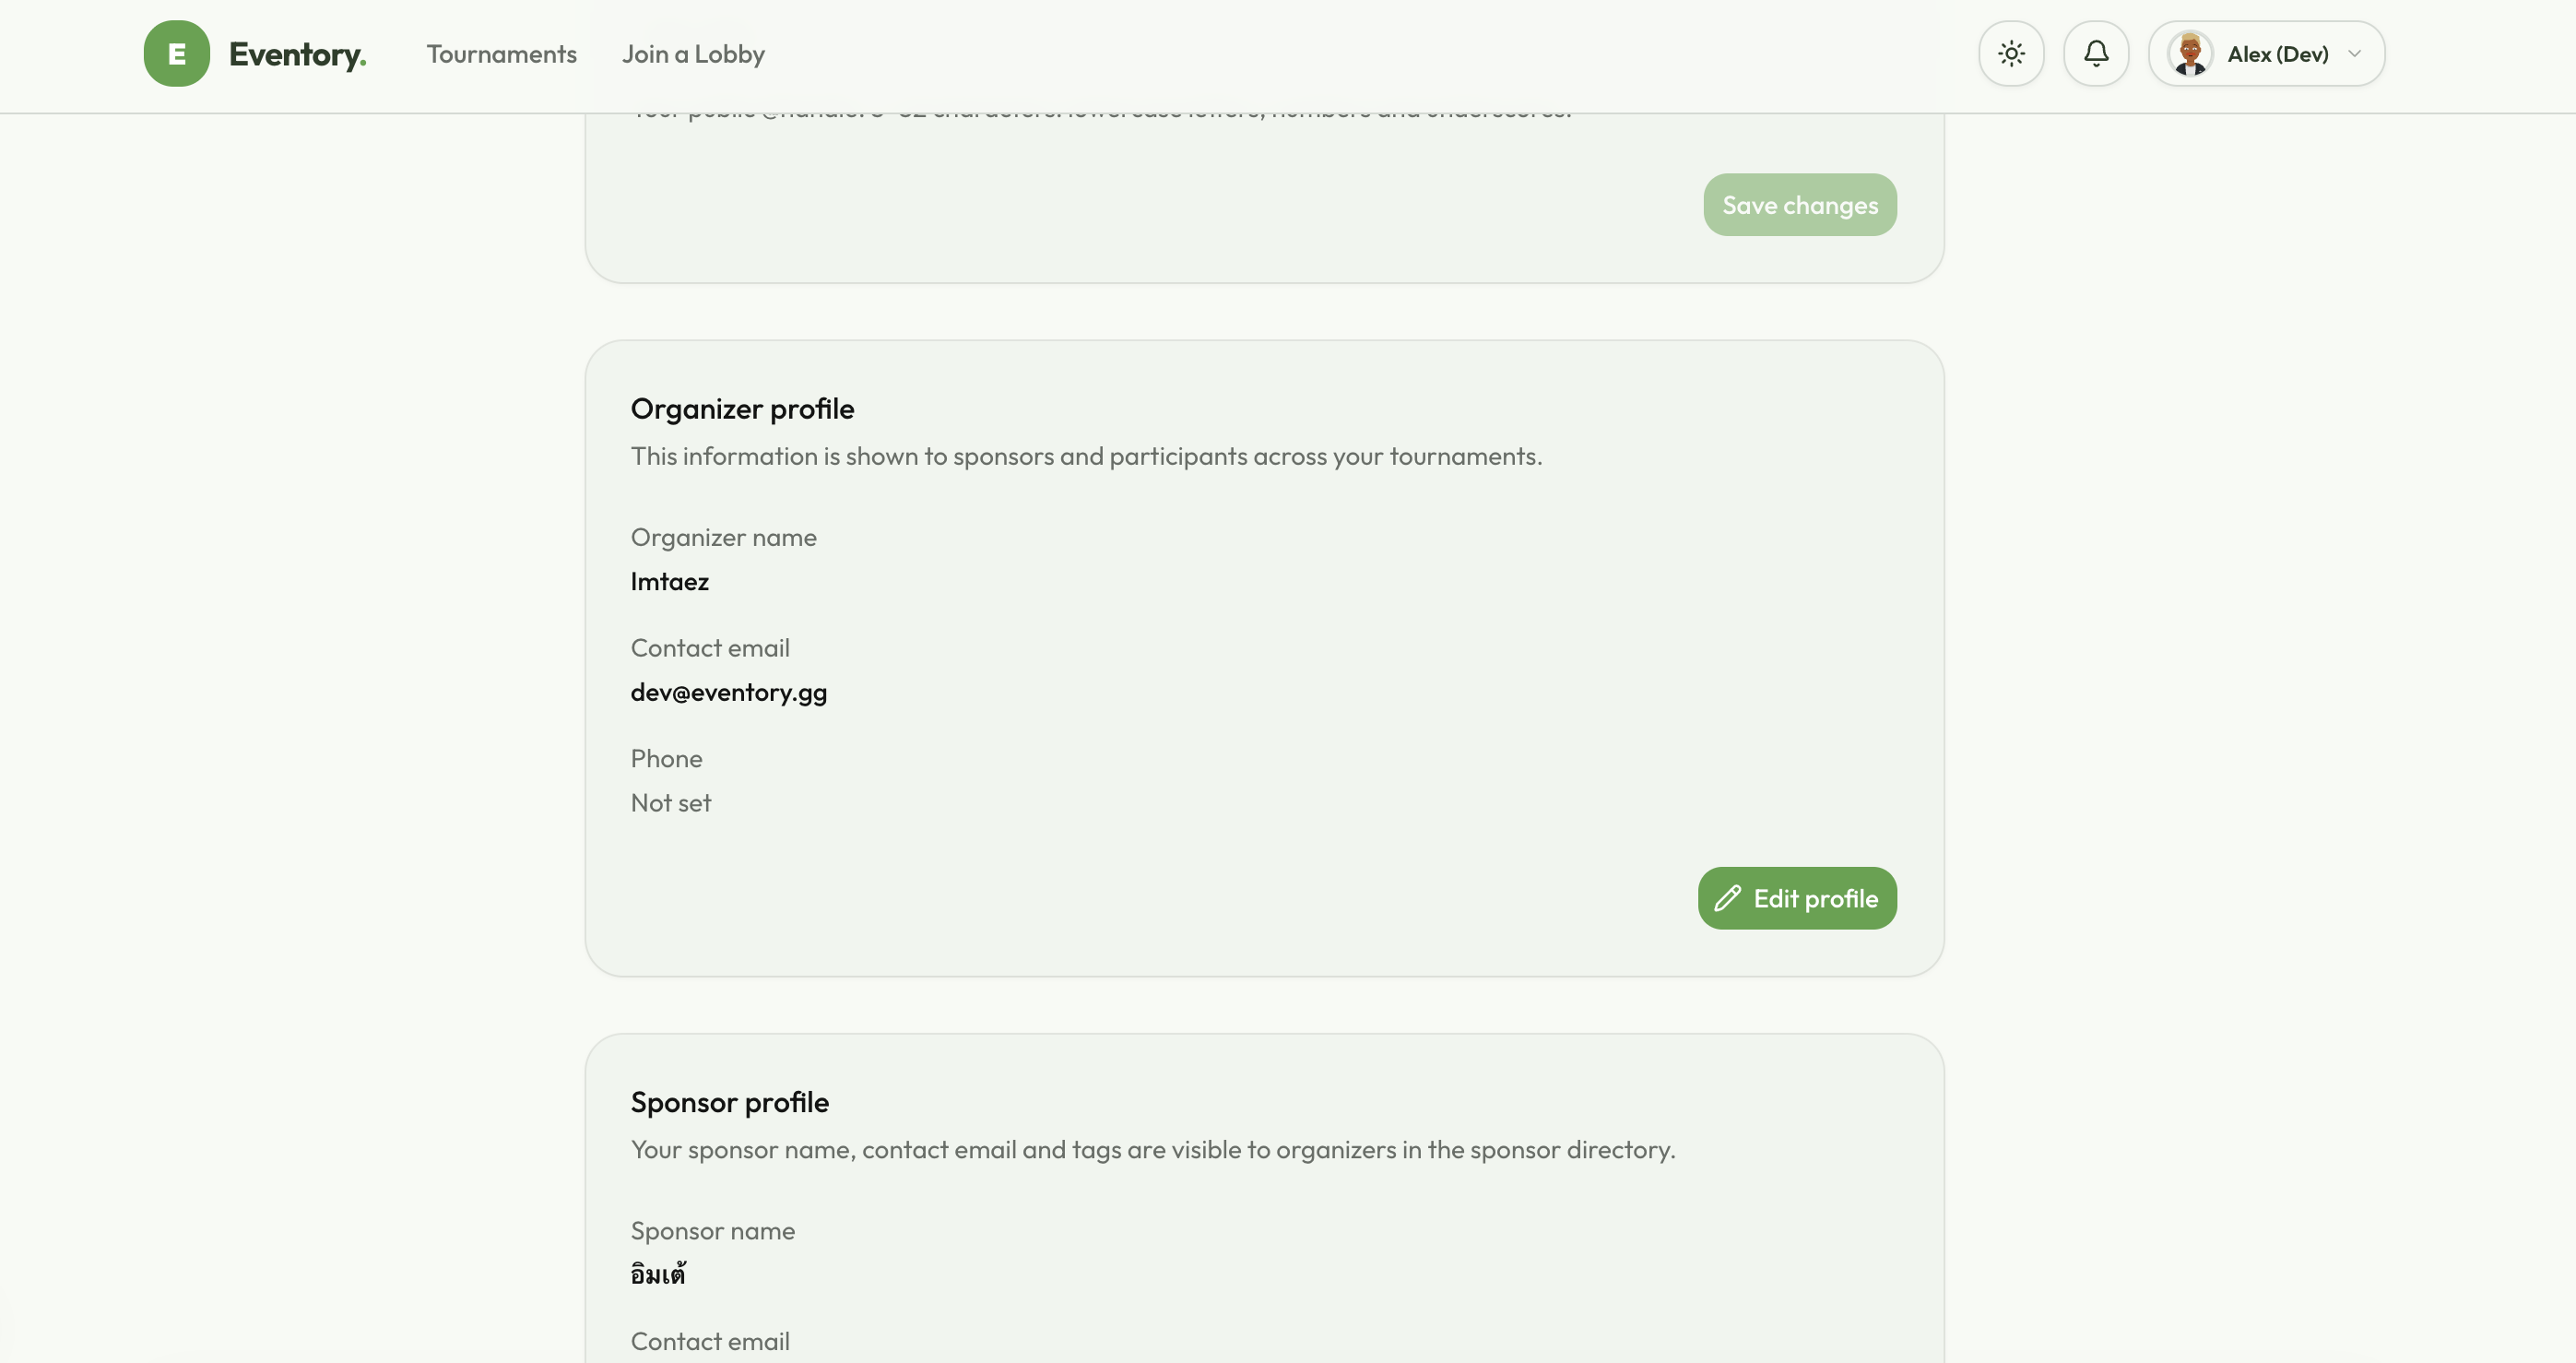 E Eventory. Tournaments Join a Lobby Alex (Dev)
Save changes
Organizer profile
This information is shown to sponsors and participants across your tournaments.
Organizer name
Imtaez
Contact email
dev@eventory.gg
Phone
Not set
Edit profile
Sponsor profile
Your sponsor name, contact email and tags are visible to organizers in the sponsor directory.
Sponsor name
อิมเต้
Contact email